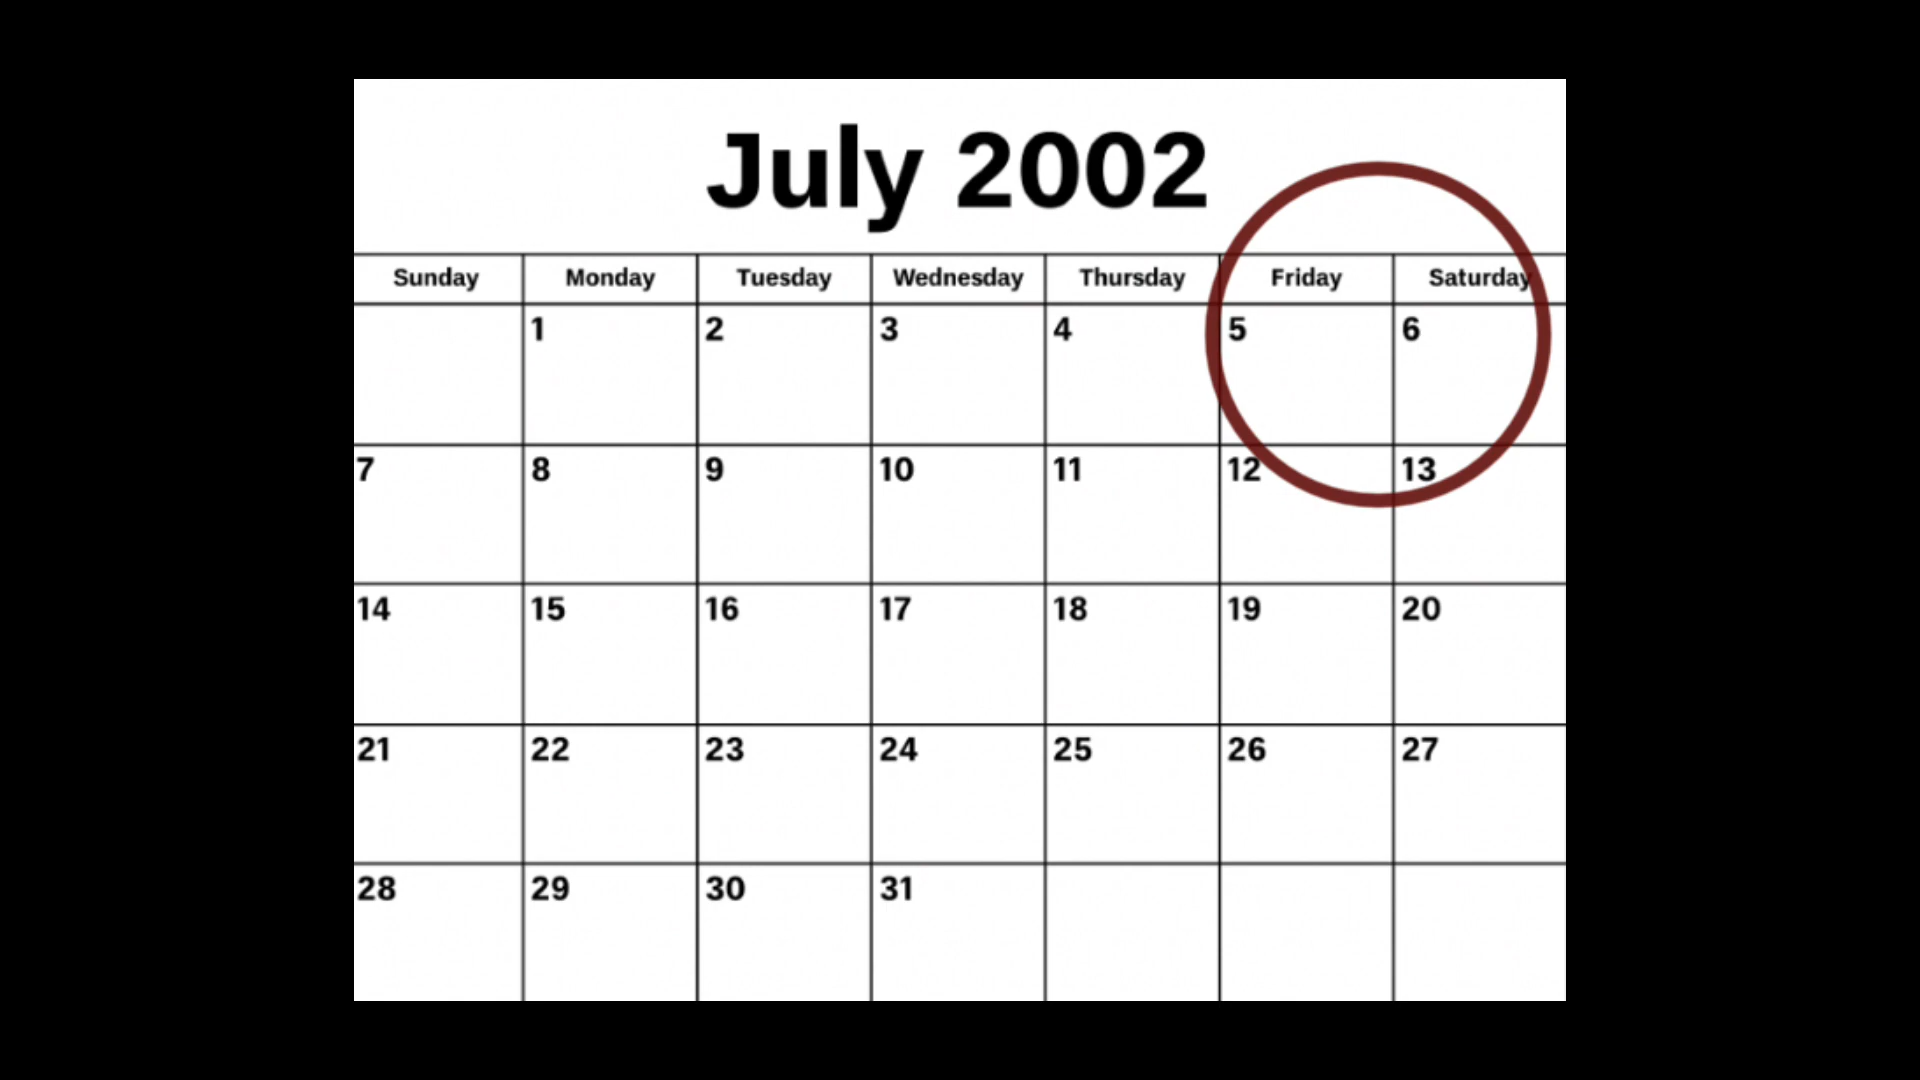 July 2002
Sunday Monday Tuesday Wednesday Thursday Friday Saturday
1 2 3 4 5 6
7 8 9 10 11 12 13
14 15 16 17 18 19 20
21 22 23 24 25 26 27
28 29 30 31